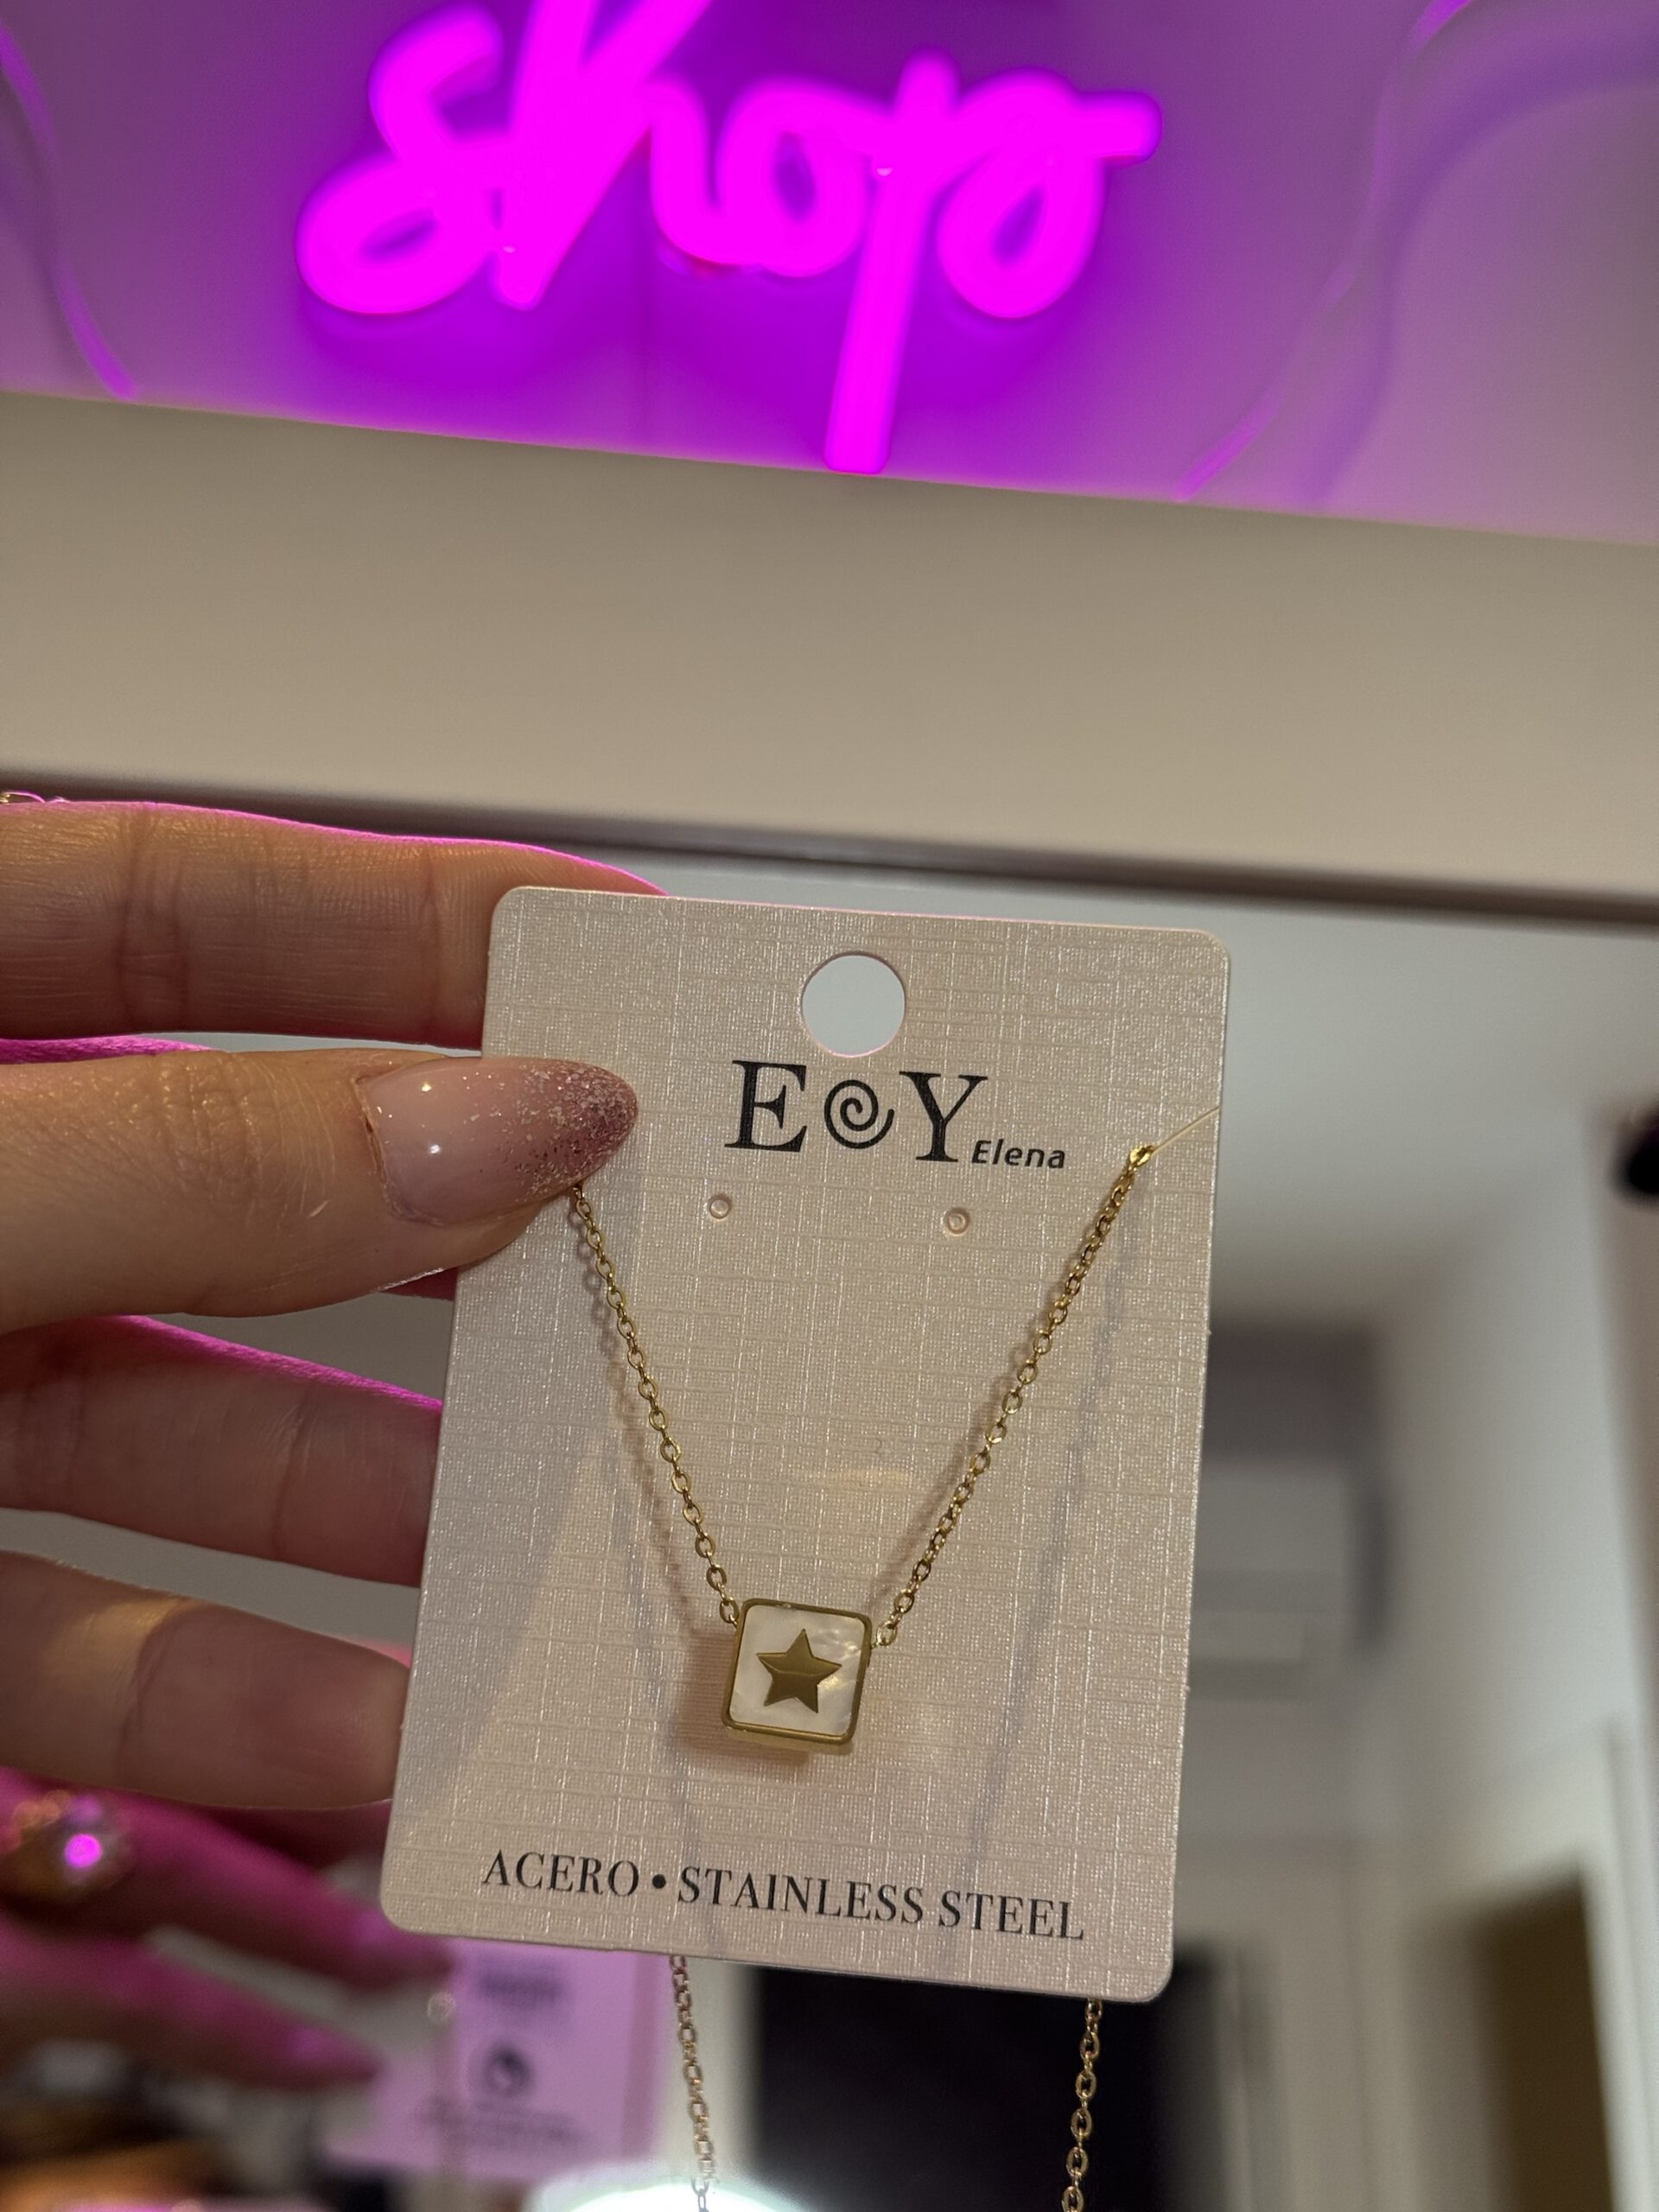 shop
E Y Elena
ACERO • STAINLESS STEEL